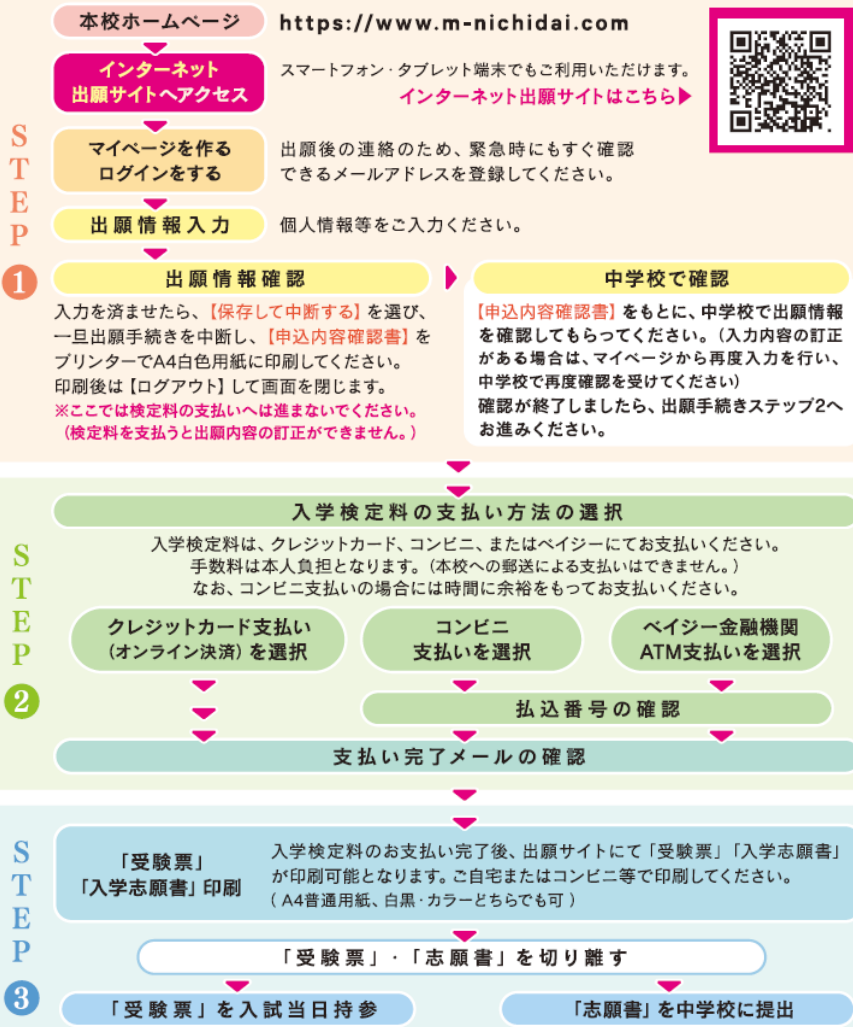 本校ホームページ
https://www.m-nichidai.com
インターネット
出願サイトへアクセス
スマートフォン・タブレット端末でもご利用いただけます。
インターネット出願サイトはこちら▶
STEP
1
マイページを作る
ログインをする
出願後の連絡のため、緊急時にもすぐ確認
できるメールアドレスを登録してください。
出願情報入力
個人情報等をご入力ください。
出願情報確認
入力を済ませたら、【保存して中断する】を選び、
一旦出願手続きを中断し、【申込内容確認書】を
プリンターでA4白色用紙に印刷してください。
印刷後は【ログアウト】して画面を閉じます。
※ここでは検定料の支払いへは進まないでください。
(検定料を支払うと出願内容の訂正ができません。)
中学校で確認
【申込内容確認書】をもとに、中学校で出願情報
を確認してもらってください。(入力内容の訂正
がある場合は、マイページから再度入力を行い、
中学校で再度確認を受けてください)
確認が終了しましたら、出願手続きステップ2へ
お進みください。
STEP
2
入学検定料の支払い方法の選択
入学検定料は、クレジットカード、コンビニ、またはペイジーにてお支払いください。
手数料は本人負担となります。(本校への郵送による支払いはできません。)
なお、コンビニ支払いの場合には時間に余裕をもってお支払いください。
クレジットカード支払い
(オンライン決済)を選択
コンビニ
支払いを選択
ペイジー金融機関
ATM支払いを選択
払込番号の確認
支払い完了メールの確認
STEP
3
「受験票」
「入学志願書」印刷
入学検定料のお支払い完了後、出願サイトにて「受験票」「入学志願書」
が印刷可能となります。ご自宅またはコンビニ等で印刷してください。
( A4普通用紙、白黒・カラーどちらでも可 )
「受験票」・「志願書」を切り離す
「受験票」を入試当日持参
「志願書」を中学校に提出